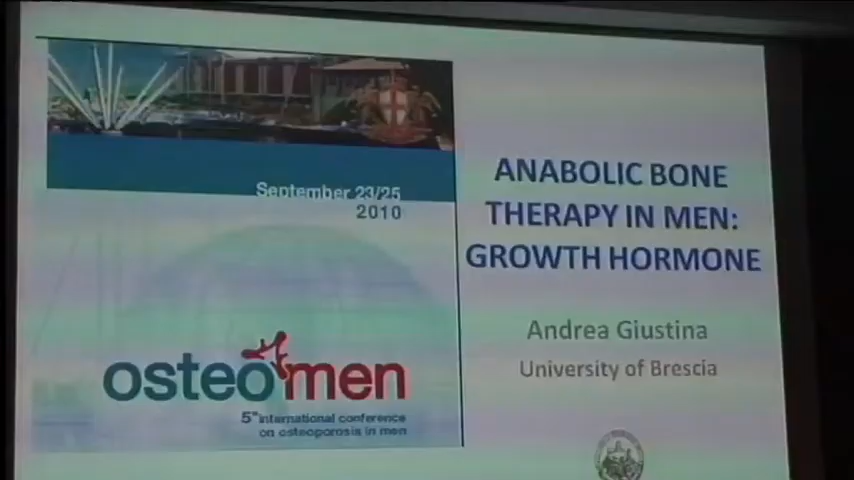 September 23/25
2010
osteomen
5th international conference
on osteoporosis in men
ANABOLIC BONE
THERAPY IN MEN:
GROWTH HORMONE
Andrea Giustina
University of Brescia